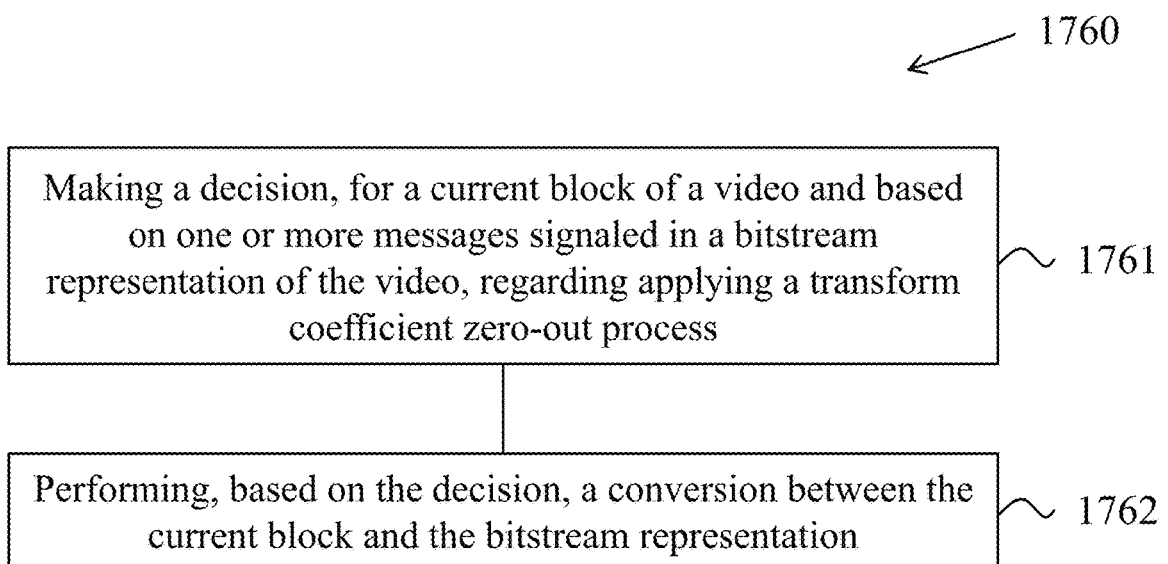 1760
Making a decision, for a current block of a video and based
on one or more messages signaled in a bitstream
representation of the video, regarding applying a transform
coefficient zero-out process
1761
Performing, based on the decision, a conversion between the
current block and the bitstream representation
1762